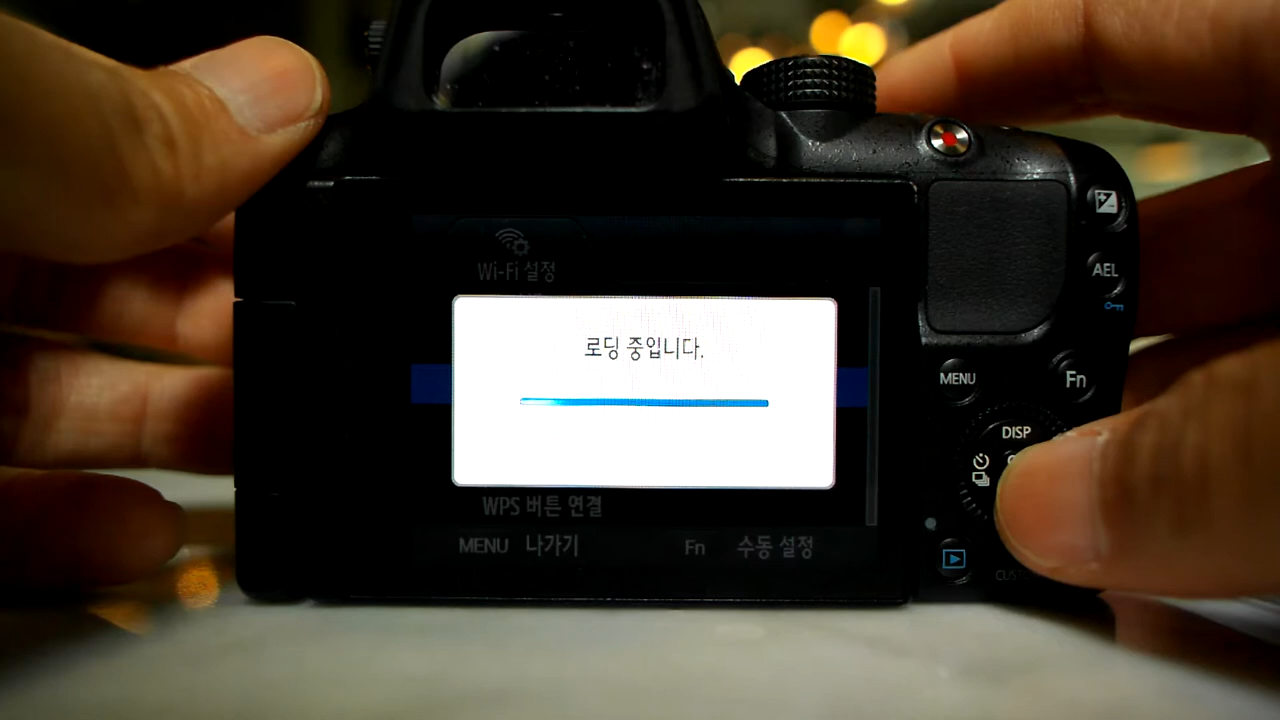 Wi-Fi 설정
로딩 중입니다.
WPS 버튼 연결
MENU 나가기
Fn 수동 설정
AEL
MENU
Fn
DISP